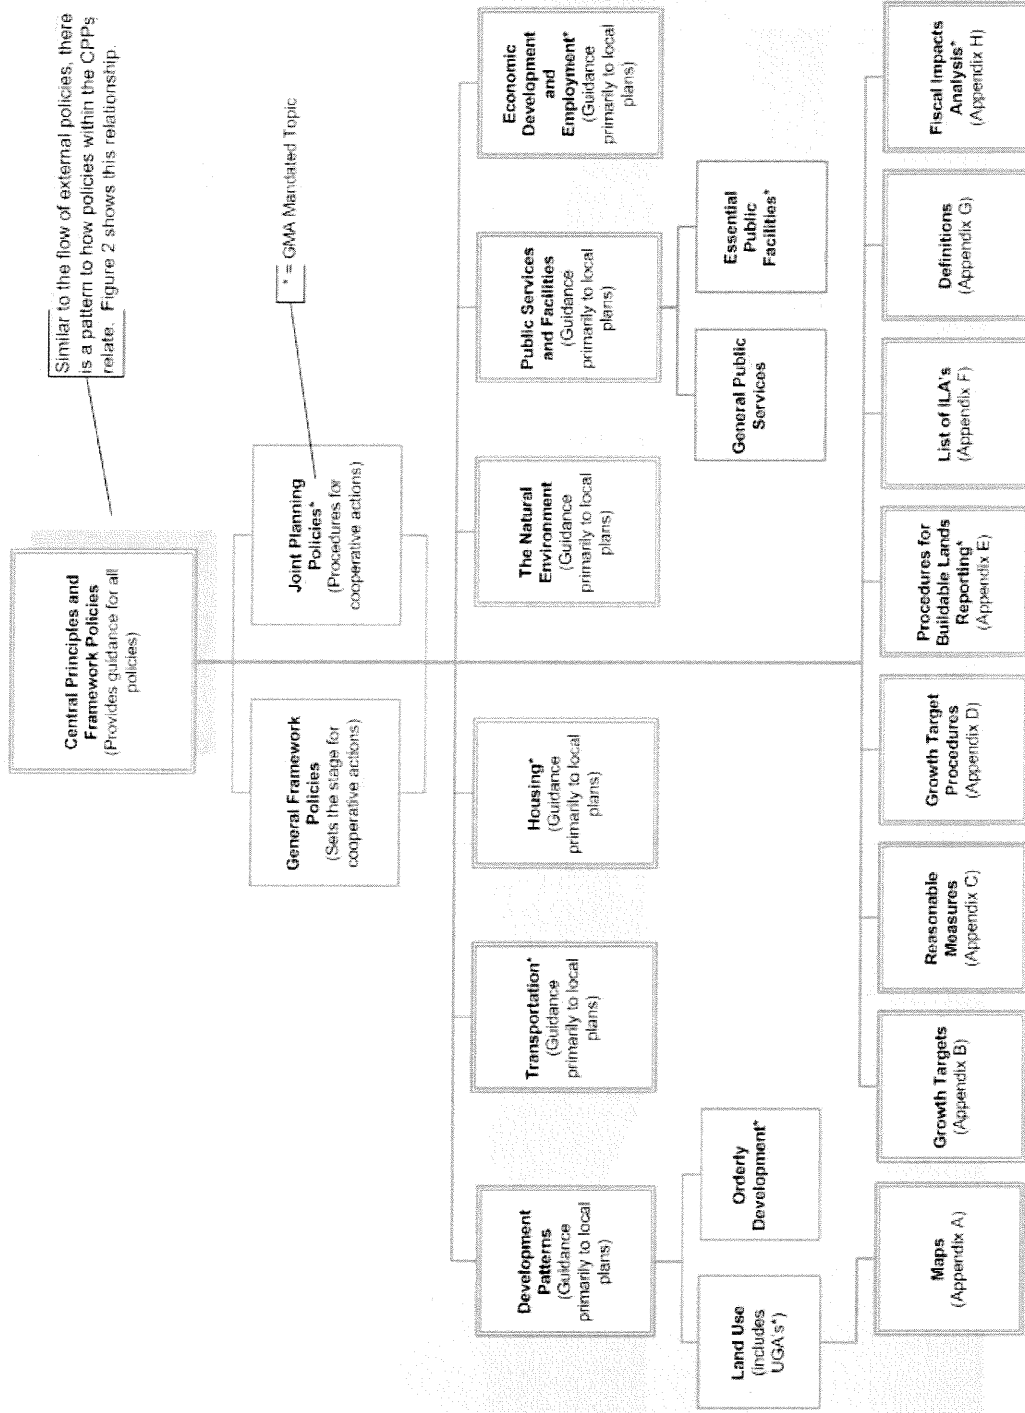 Similar to the flow of external policies, there
is a pattern to how policies within the CPPs
relate. Figure 2 shows this relationship.
* = GMA Mandated Topic
Central Principles and
Framework Policies
(Provides guidance for all
policies)
General Framework
Policies
(Sets the stage for
cooperative actions)
Joint Planning
Policies*
(Procedures for
cooperative actions)
Development
Patterns
(Guidance
primarily to local
plans)
Transportation*
(Guidance
primarily to local
plans)
Housing*
(Guidance
primarily to local
plans)
The Natural
Environment
(Guidance
primarily to local
plans)
Public Services
and Facilities
(Guidance
primarily to local
plans)
Economic
Development
and
Employment*
(Guidance
primarily to local
plans)
Land Use
(includes
UGA's*)
Orderly
Development*
General Public
Services
Essential
Public
Facilities*
Maps
(Appendix A)
Growth Targets
(Appendix B)
Reasonable
Measures
(Appendix C)
Growth Target
Procedures
(Appendix D)
Procedures for
Buildable Lands
Reporting*
(Appendix E)
List of ILA's
(Appendix F)
Definitions
(Appendix G)
Fiscal Impacts
Analysis*
(Appendix H)